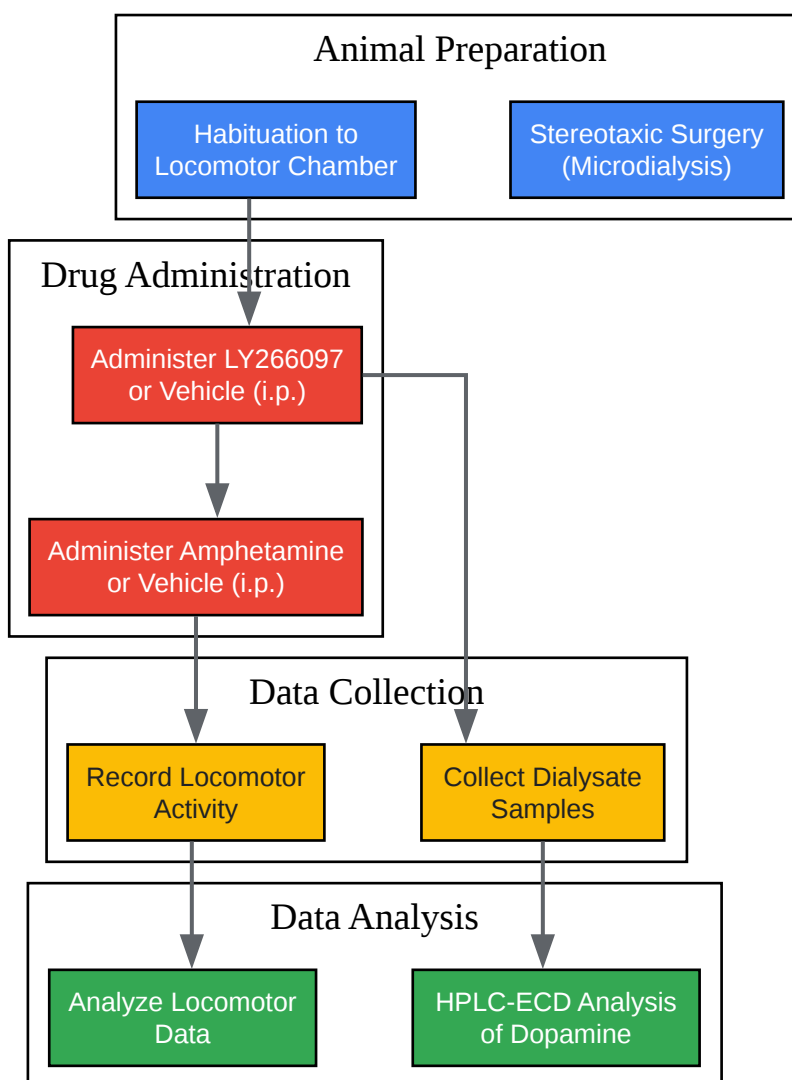 Animal Preparation
Habituation to
Locomotor Chamber
Stereotaxic Surgery
(Microdialysis)
Drug Administration
Administer LY266097
or Vehicle (i.p.)
Administer Amphetamine
or Vehicle (i.p.)
Data Collection
Record Locomotor
Activity
Collect Dialysate
Samples
Data Analysis
Analyze Locomotor
Data
HPLC-ECD Analysis
of Dopamine